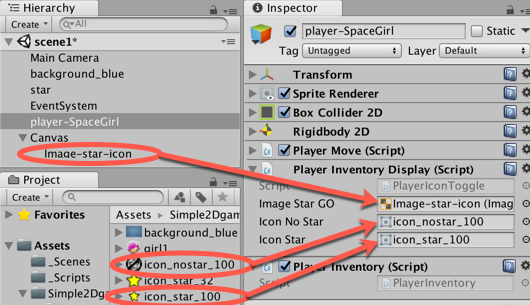 Hierarchy
Create
All
scene1*
Main Camera
background_blue
star
EventSystem
player-SpaceGirl
Canvas
Image-star-icon
Project
Create
Favorites
Assets
_Scenes
_Scripts
Simple2Dgam
Assets Simple2Dgam
background_blue
girl1
icon_nostar_100
icon_star_32
icon_star_100
Inspector
player-SpaceGirl
Static
Tag Untagged Layer Default
Transform
Sprite Renderer
Box Collider 2D
Rigidbody 2D
Player Move (Script)
Player Inventory Display (Script)
Script PlayerIconToggle
Image Star GO Image-star-icon (Imag
Icon No Star icon_nostar_100
Icon Star icon_star_100
Player Inventory (Script)
Script PlayerInventory